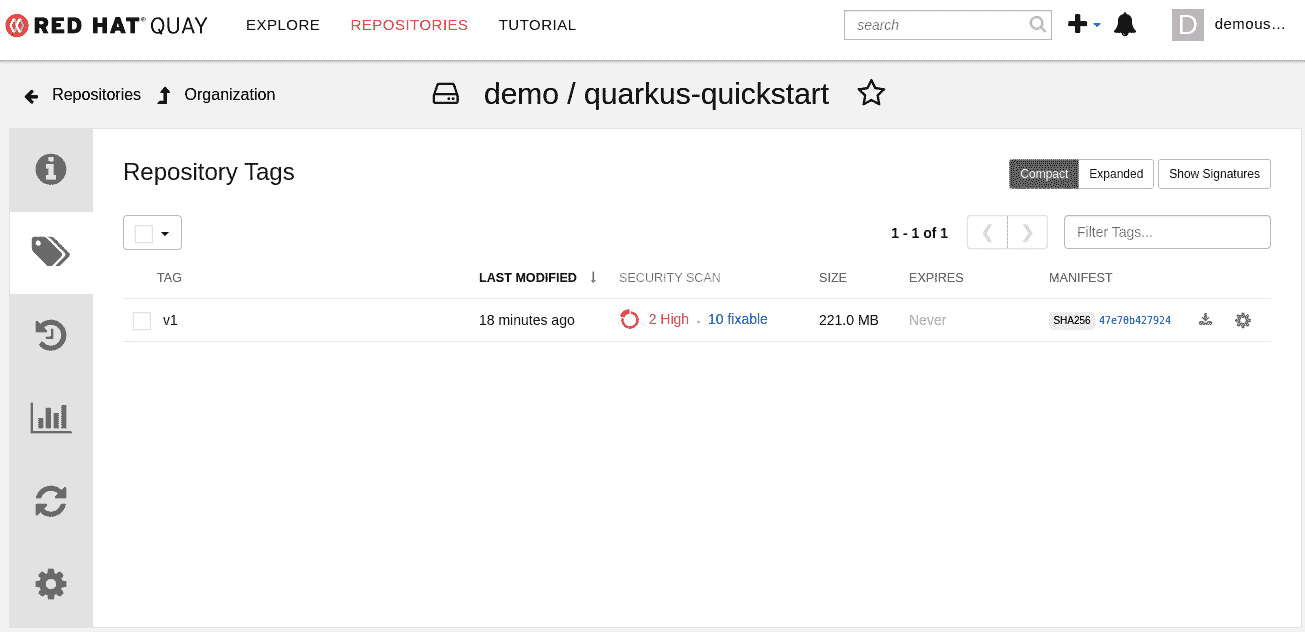 RED HAT® QUAY EXPLORE REPOSITORIES TUTORIAL search D demous...
Repositories Organization demo / quarkus-quickstart
Repository Tags Compact Expanded Show Signatures
1 - 1 of 1 Filter Tags...
TAG LAST MODIFIED SECURITY SCAN SIZE EXPIRES MANIFEST
v1 18 minutes ago 2 High . 10 fixable 221.0 MB Never SHA256 47e70b427924